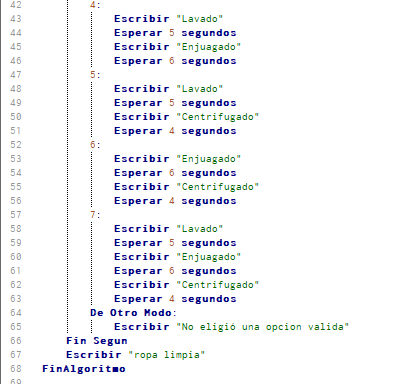 42 4:
43 Escribir "Lavado"
44 Esperar 5 segundos
45 Escribir "Enjuagado"
46 Esperar 6 segundos
47 5:
48 Escribir "Lavado"
49 Esperar 5 segundos
50 Escribir "Centrifugado"
51 Esperar 4 segundos
52 6:
53 Escribir "Enjuagado"
54 Esperar 6 segundos
55 Escribir "Centrifugado"
56 Esperar 4 segundos
57 7:
58 Escribir "Lavado"
59 Esperar 5 segundos
60 Escribir "Enjuagado"
61 Esperar 6 segundos
62 Escribir "Centrifugado"
63 Esperar 4 segundos
64 De Otro Modo:
65 Escribir "No eligió una opcion valida"
66 Fin Segun
67 Escribir "ropa limpia"
68 FinAlgoritmo
69